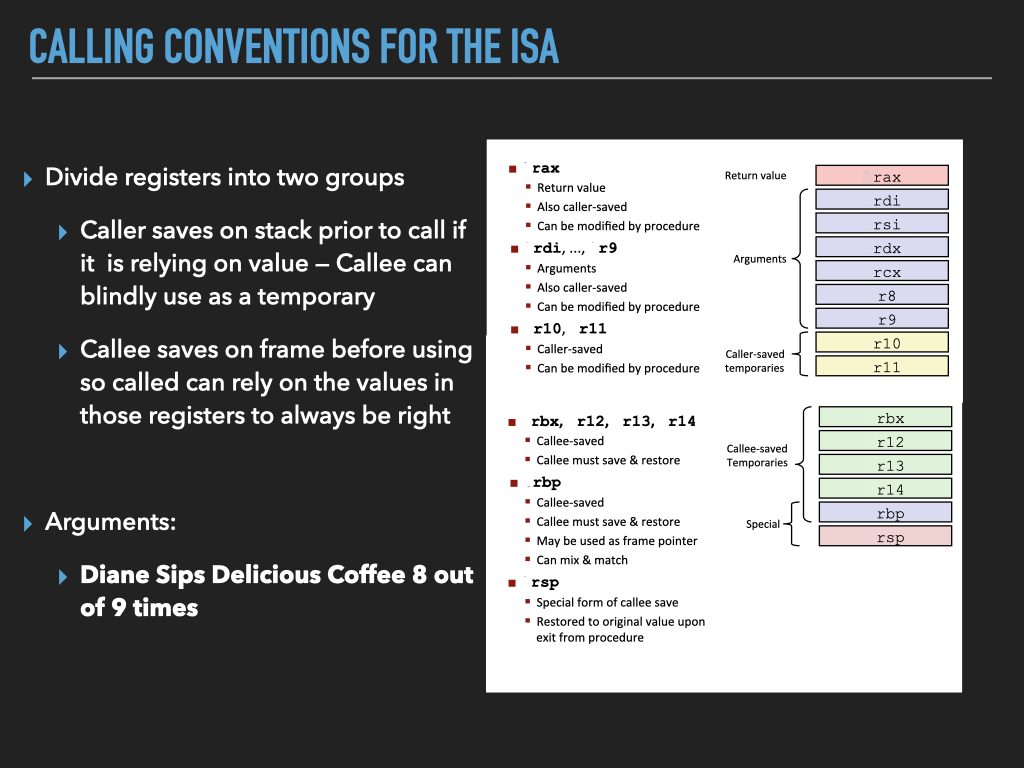 CALLING CONVENTIONS FOR THE ISA
Divide registers into two groups
Caller saves on stack prior to call if
it is relying on value – Callee can
blindly use as a temporary
Callee saves on frame before using
so called can rely on the values in
those registers to always be right
Arguments:
Diane Sips Delicious Coffee 8 out
of 9 times
rax
Return value
Also caller-saved
Can be modified by procedure
rdi, ..., r9
Arguments
Also caller-saved
Can be modified by procedure
r10, r11
Caller-saved
Can be modified by procedure
rbx, r12, r13, r14
Callee-saved
Callee must save & restore
rbp
Callee-saved
Callee must save & restore
May be used as frame pointer
Can mix & match
rsp
Special form of callee save
Restored to original value upon
exit from procedure
Return value
Arguments
Caller-saved
temporaries
Callee-saved
Temporaries
Special
rax
rdi
rsi
rdx
rcx
r8
r9
r10
r11
rbx
r12
r13
r14
rbp
rsp